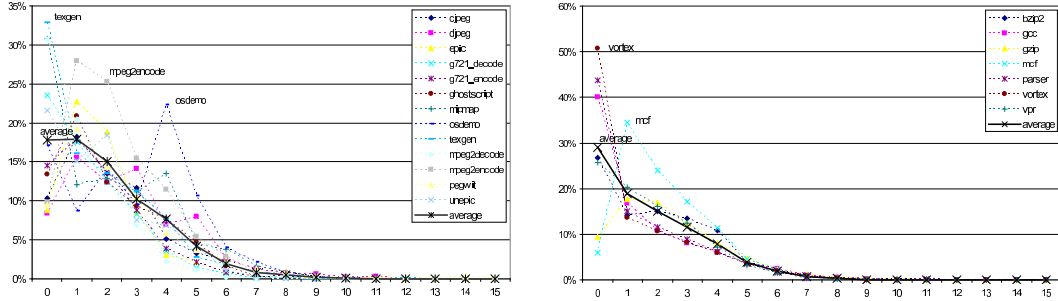 35%
30%
25%
20%
15%
10%
5%
0%
texgen
mpeg2encode
osdemo
average
0 1 2 3 4 5 6 7 8 9 10 11 12 13 14 15
cjpeg
djpeg
epic
g721_decode
g721_encode
ghostscript
mipmap
osdemo
texgen
mpeg2decode
mpeg2encode
pegwit
unepic
average
60%
50%
40%
30%
20%
10%
0%
vortex
mcf
average
0 1 2 3 4 5 6 7 8 9 10 11 12 13 14 15
bzip2
gcc
gzip
mcf
parser
vortex
vpr
average